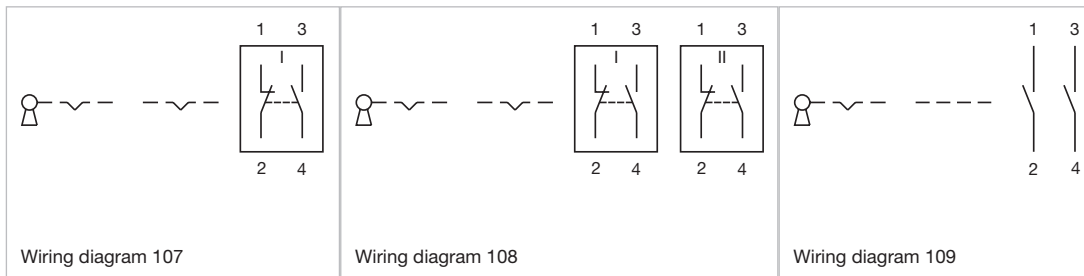 1 3
I
2 4
Wiring diagram 107
1 3 1 3
I II
2 4 2 4
Wiring diagram 108
1 3
2 4
Wiring diagram 109